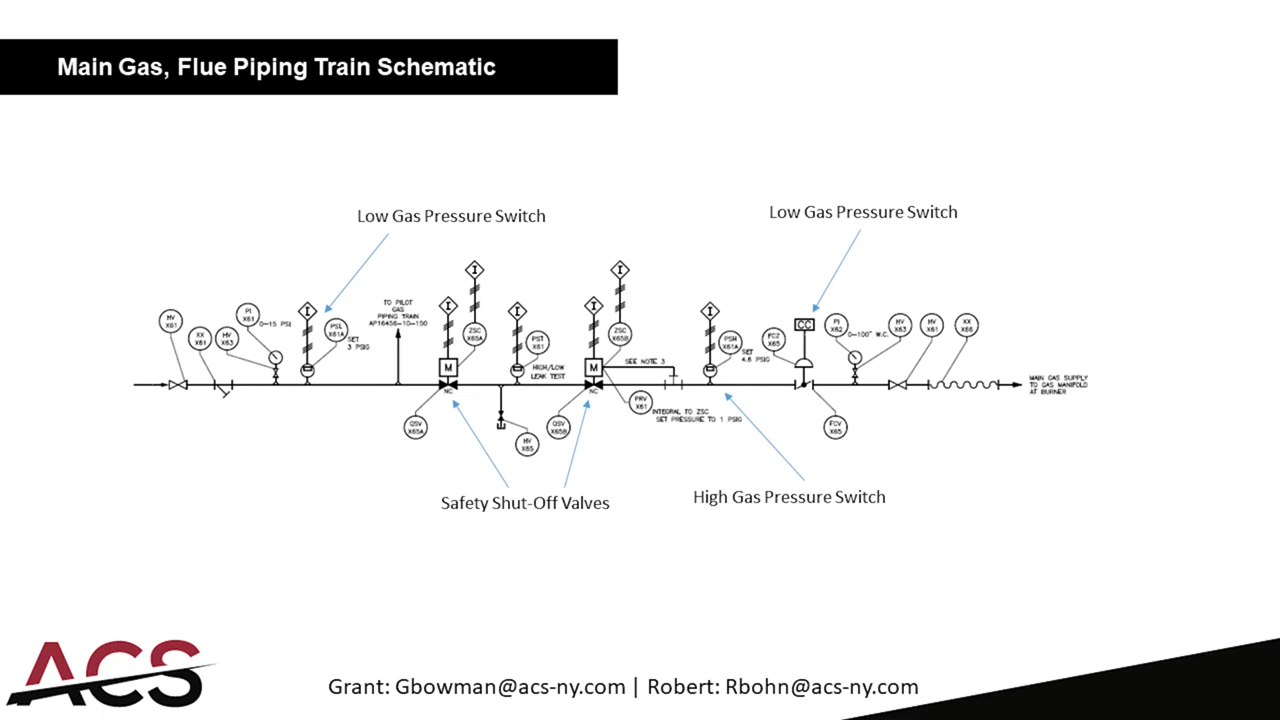 Main Gas, Flue Piping Train Schematic
Low Gas Pressure Switch
Low Gas Pressure Switch
I
I
I
I
I
I
I
HV
X61
XX
X61
HV
X63
PI
X61
0-15 PSI
PSL
X61A
SET
3 PSIG
TO PILOT
GAS
PIPING TRAIN
AP16456-10-150
ZSC
X65A
M
NC
QSV
X65A
PST
X61
HIGH/LOW
LEAK TEST
HV
X65
ZSC
X65B
M
NC
QSV
X65B
SEE NOTE 3
PRV
X61
INTEGRAL TO ZSC
SET PRESSURE TO 1 PSIG
PSH
X61A
SET
4.6 PSIG
FCZ
X65
CC
FCV
X65
PI
X62
0-100" W.C.
HV
X63
HV
X61
XX
X66
MAIN GAS SUPPLY
TO GAS MANIFOLD
AT BURNER
Safety Shut-Off Valves
High Gas Pressure Switch
ACS
Grant: Gbowman@acs-ny.com | Robert: Rbohn@acs-ny.com